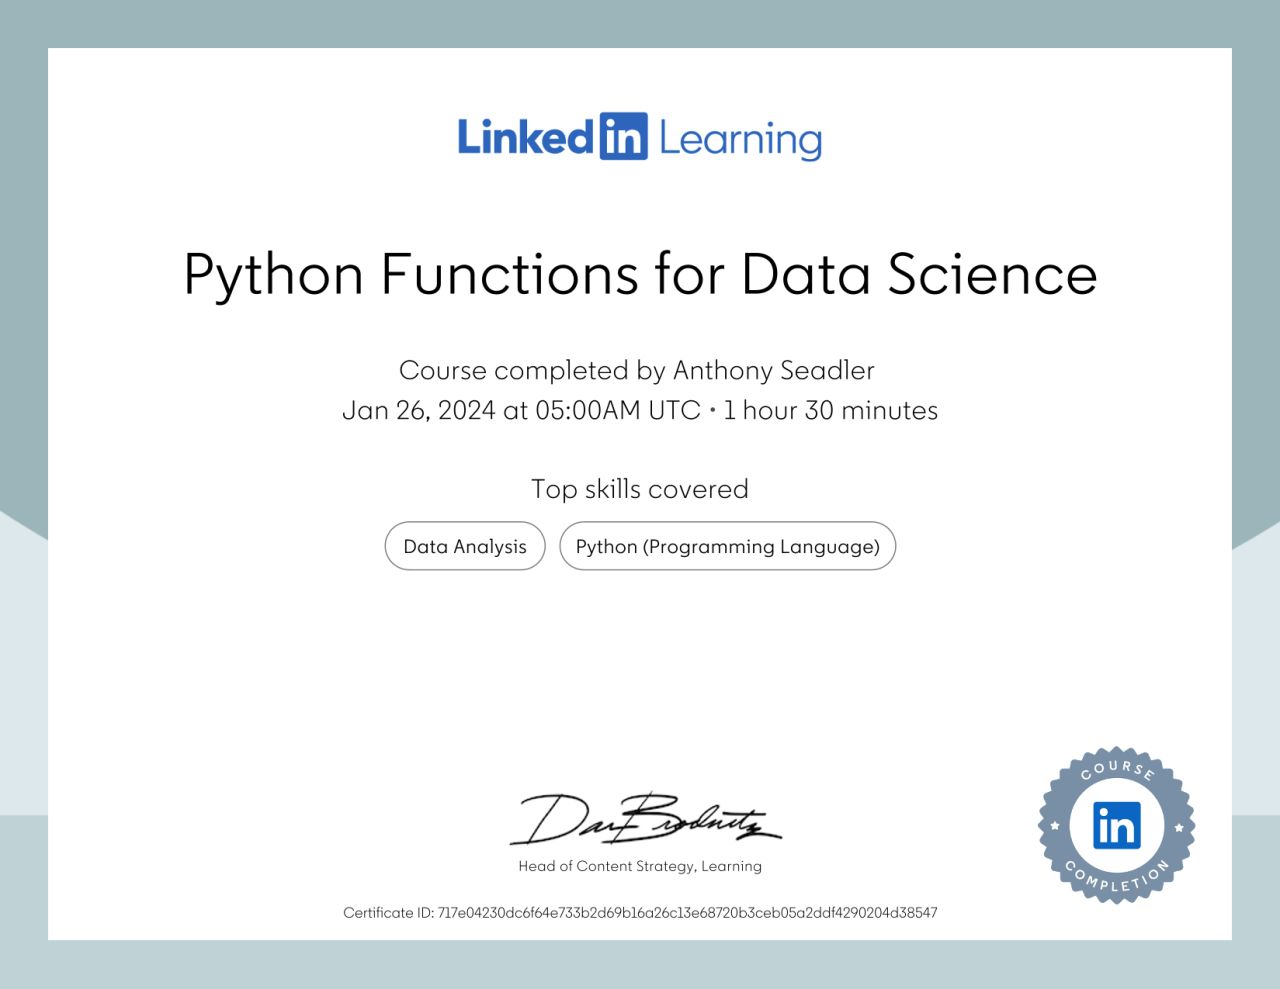 Linked in Learning
Python Functions for Data Science
Course completed by Anthony Seadler
Jan 26, 2024 at 05:00AM UTC • 1 hour 30 minutes
Top skills covered
Data Analysis
Python (Programming Language)
Dan Brodnitz
Head of Content Strategy, Learning
Certificate ID: 717e04230dc6f64e733b2d69b16a26c13e68720b3ceb05a2ddf4290204d38547
COURSE
in
COMPLETION